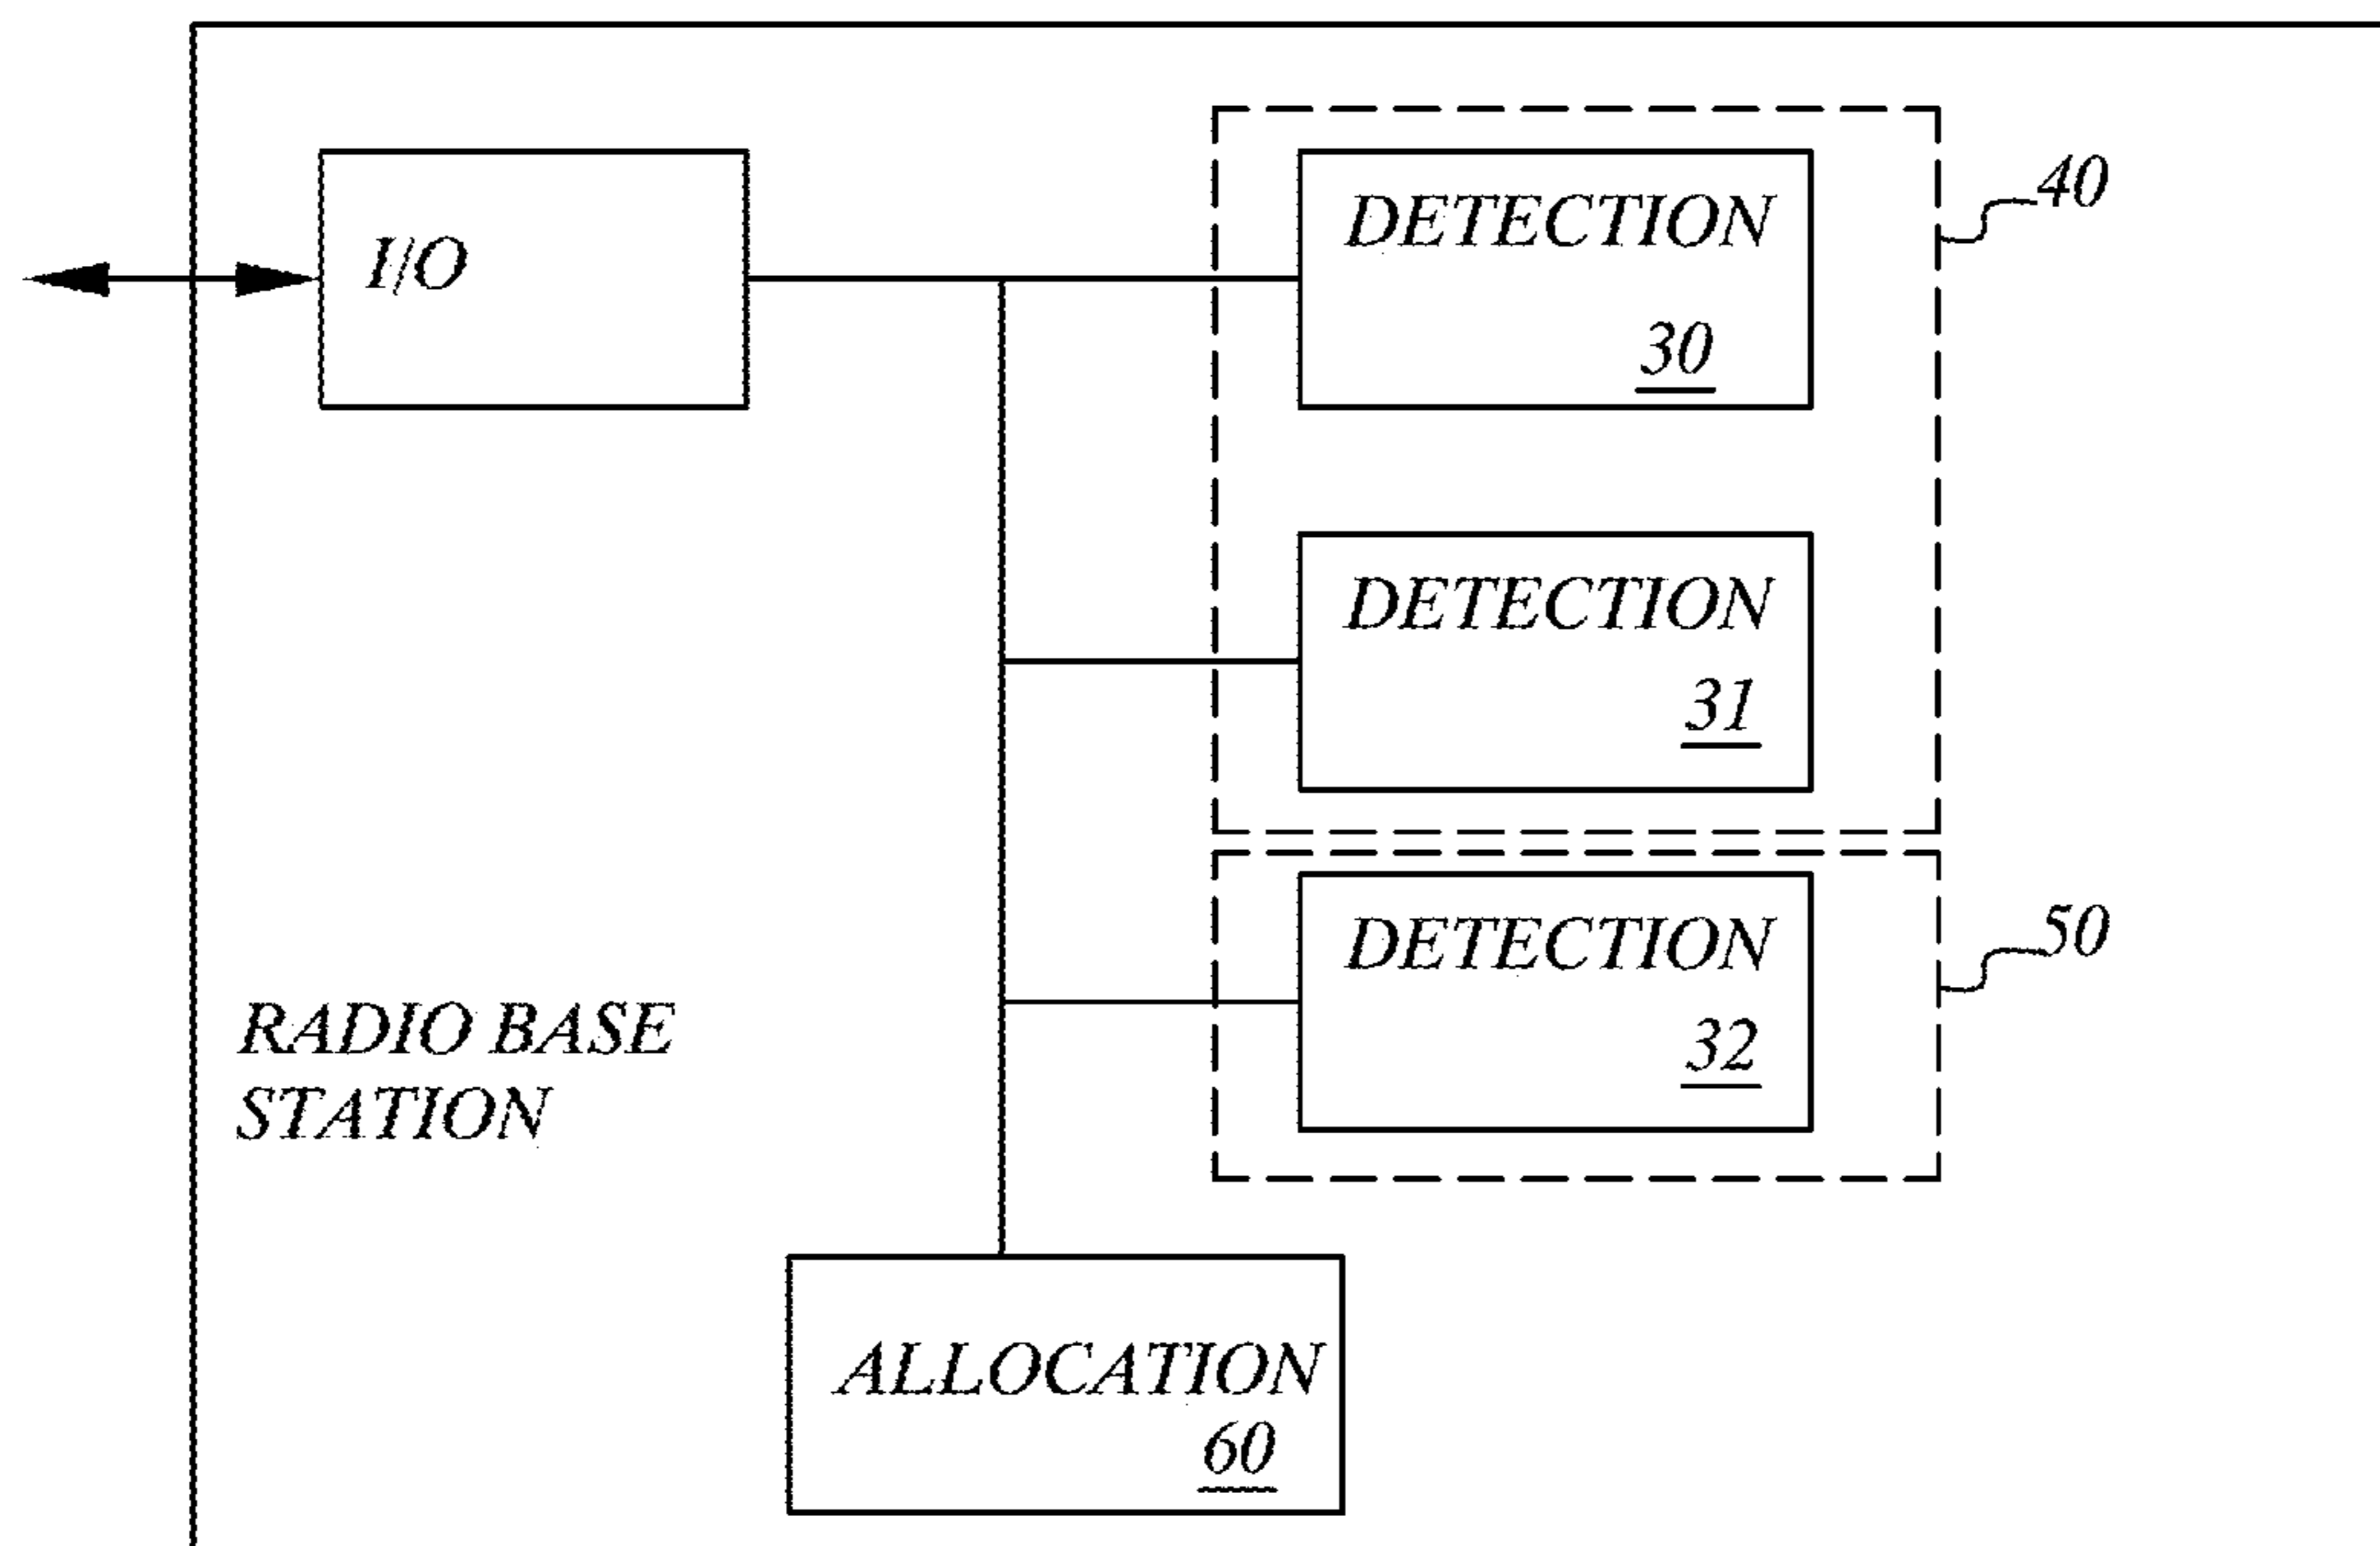 I/O
DETECTION
30
40
DETECTION
31
DETECTION
32
50
RADIO BASE
STATION
ALLOCATION
60